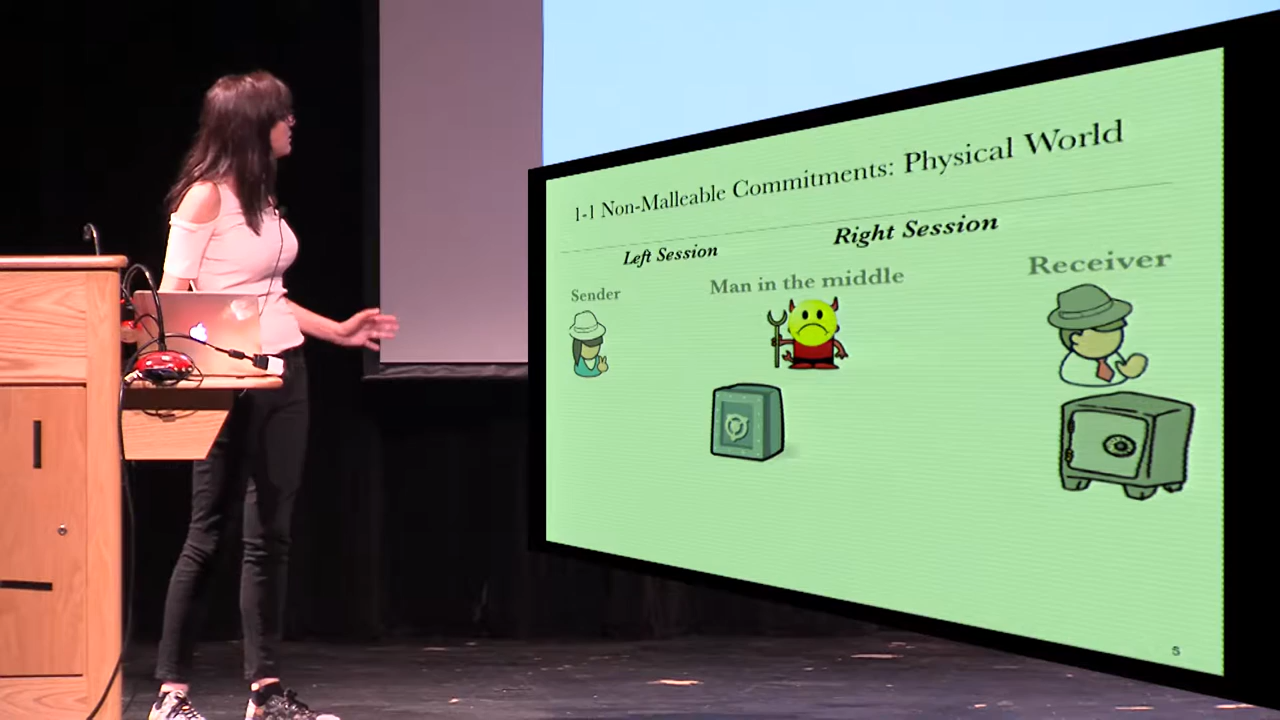 1-1 Non-Malleable Commitments: Physical World
Left Session
Right Session
Sender
Man in the middle
Receiver
5